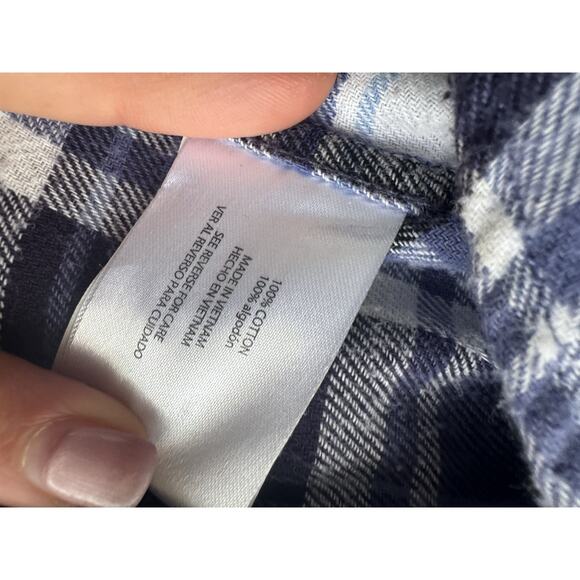 100% COTTON
100% algodón
MADE IN VIETNAM
HECHO EN VIETNAM
SEE REVERSE FOR CARE
VER AL REVERSO PARA CUIDADO